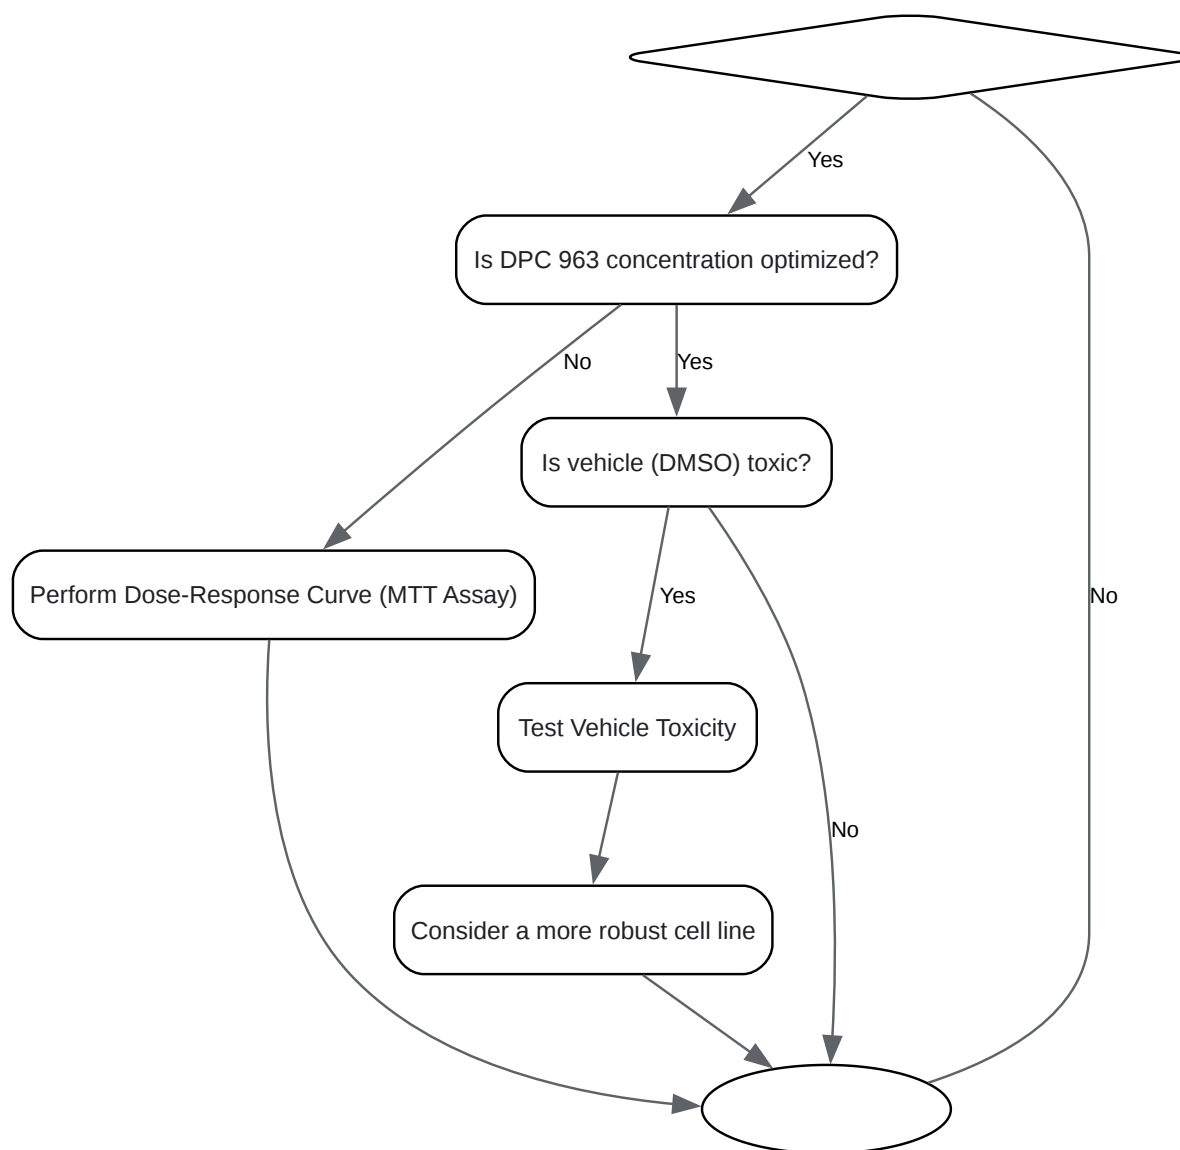 Yes
Is DPC 963 concentration optimized?
No
Yes
Is vehicle (DMSO) toxic?
Perform Dose-Response Curve (MTT Assay)
Yes
No
Test Vehicle Toxicity
No
Consider a more robust cell line